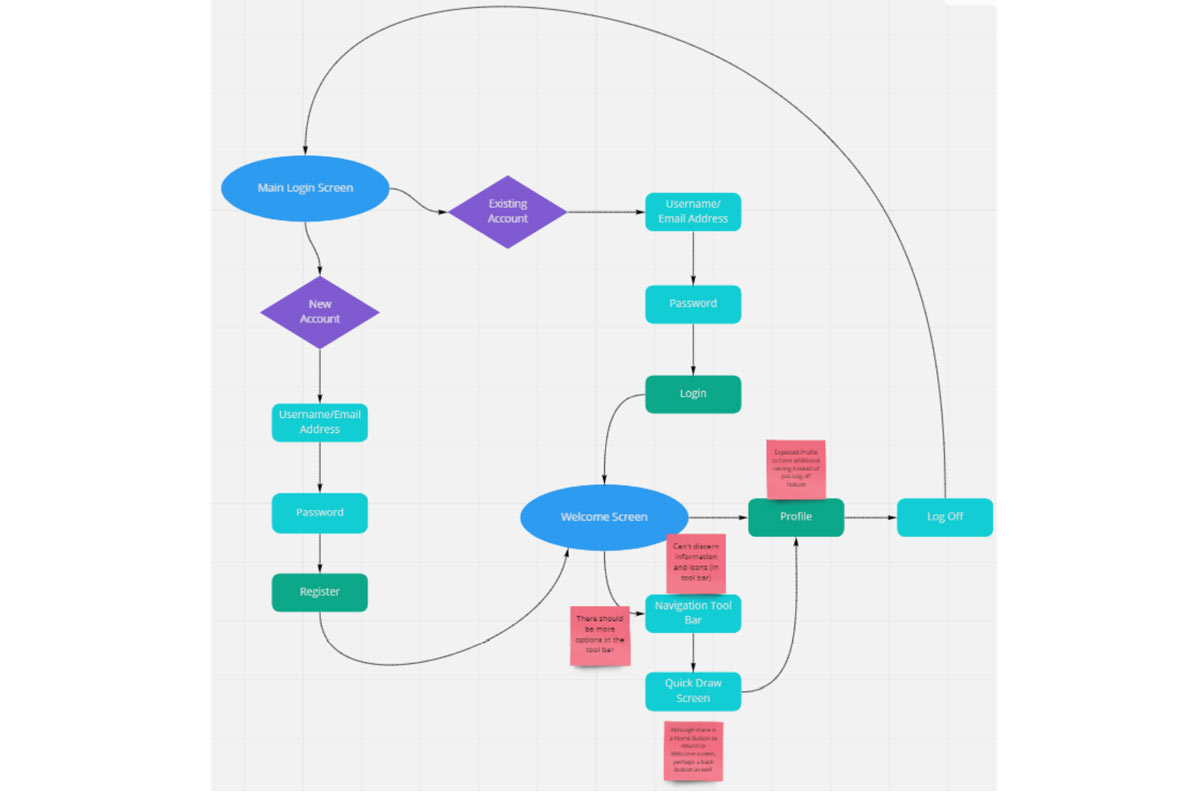 Main Login Screen
Existing
Account
Username/
Email Address
New
Account
Password
Login
Username/Email
Address
Password
Register
Welcome Screen
Expected Profile
to have additional
setting instead of
just Log off
feature
Profile
Log Off
Can't discern
information
and icons (in
tool bar)
There should
be more
options in the
tool bar
Navigation Tool
Bar
Quick Draw
Screen
Although there is
a Home Button to
return to
Welcome screen,
perhaps a back
button as well